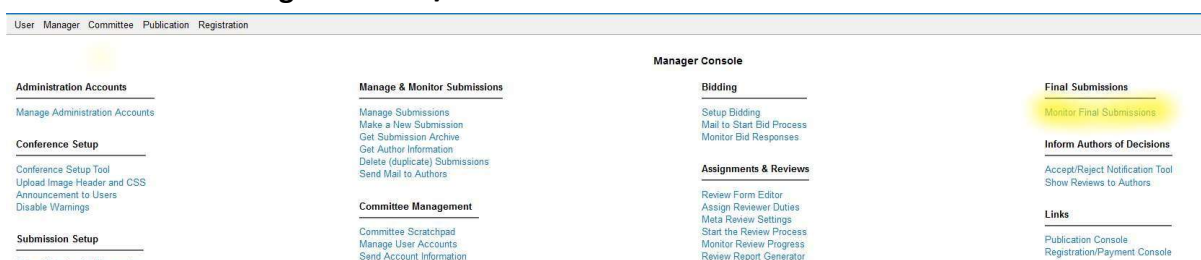 User Manager Committee Publication Registration
Manager Console
Administration Accounts
Manage Administration Accounts
Conference Setup
Conference Setup Tool
Upload Image Header and CSS
Announcement to Users
Disable Warnings
Submission Setup
Manage & Monitor Submissions
Manage Submissions
Make a New Submission
Get Submission Archive
Get Author Information
Delete (duplicate) Submissions
Send Mail to Authors
Committee Management
Committee Scratchpad
Manage User Accounts
Send Account Information
Bidding
Setup Bidding
Mail to Start Bid Process
Monitor Bid Responses
Assignments & Reviews
Review Form Editor
Assign Reviewer Duties
Meta Review Settings
Start the Review Process
Monitor Review Progress
Review Report Generator
Final Submissions
Monitor Final Submissions
Inform Authors of Decisions
Accept/Reject Notification Tool
Show Reviews to Authors
Links
Publication Console
Registration/Payment Console